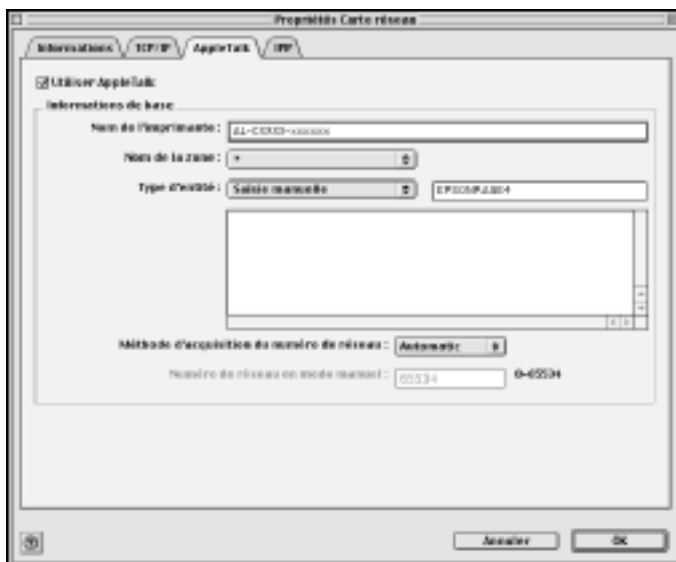 Propriétés Carte réseau
Informations TCP/IP AppleTalk IPP
Utiliser AppleTalk
Informations de base
Nom de l'imprimante :
Nom de la zone : *
Type d'entité : Saisie manuelle
Méthode d'acquisition du numéro de réseau : Automatic
Numéro de réseau en mode manuel : 65534 0-65534
Annuler OK